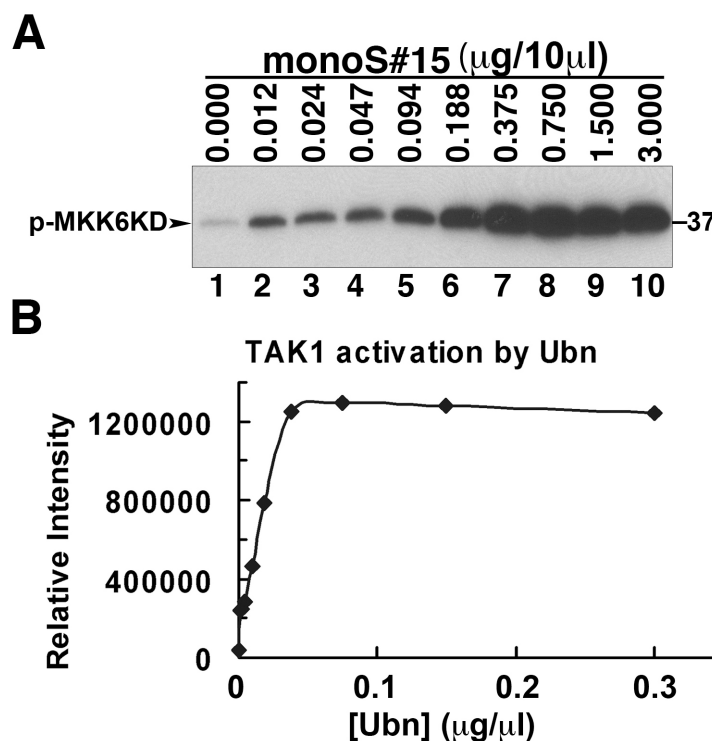 A
monoS#15 (μg/10μl)
0.000 0.012 0.024 0.047 0.094 0.188 0.375 0.750 1.500 3.000
p-MKK6KD 37
1 2 3 4 5 6 7 8 9 10
B
TAK1 activation by Ubn
Relative Intensity
1200000
800000
400000
0
0 0.1 0.2 0.3
[Ubn] (μg/μl)